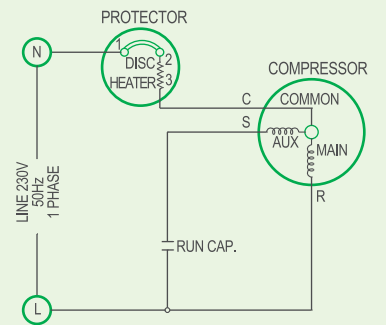 PROTECTOR
N
1
2
DISC
HEATER
3
COMPRESSOR
C
COMMON
S
AUX
MAIN
R
LINE 230V
50Hz
1 PHASE
RUN CAP.
L